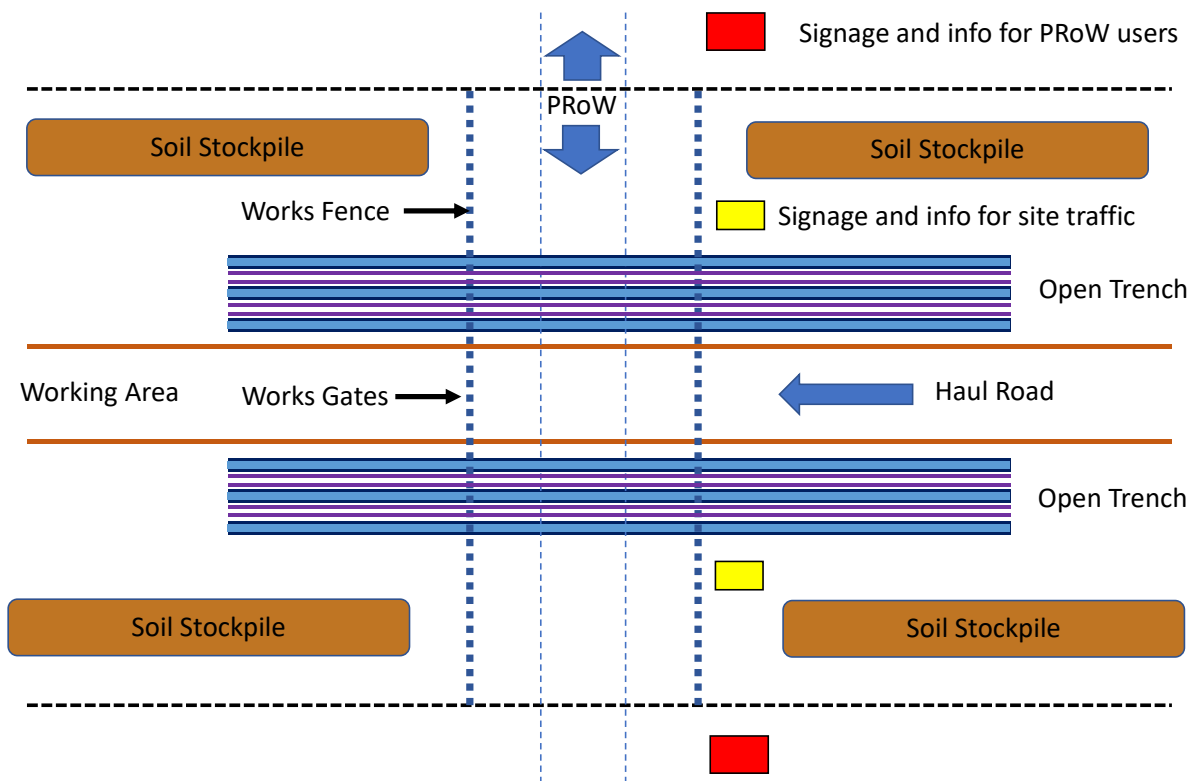 Signage and info for PRoW users
PRoW
Soil Stockpile
Soil Stockpile
Works Fence
Signage and info for site traffic
Open Trench
Working Area
Works Gates
Haul Road
Open Trench
Soil Stockpile
Soil Stockpile